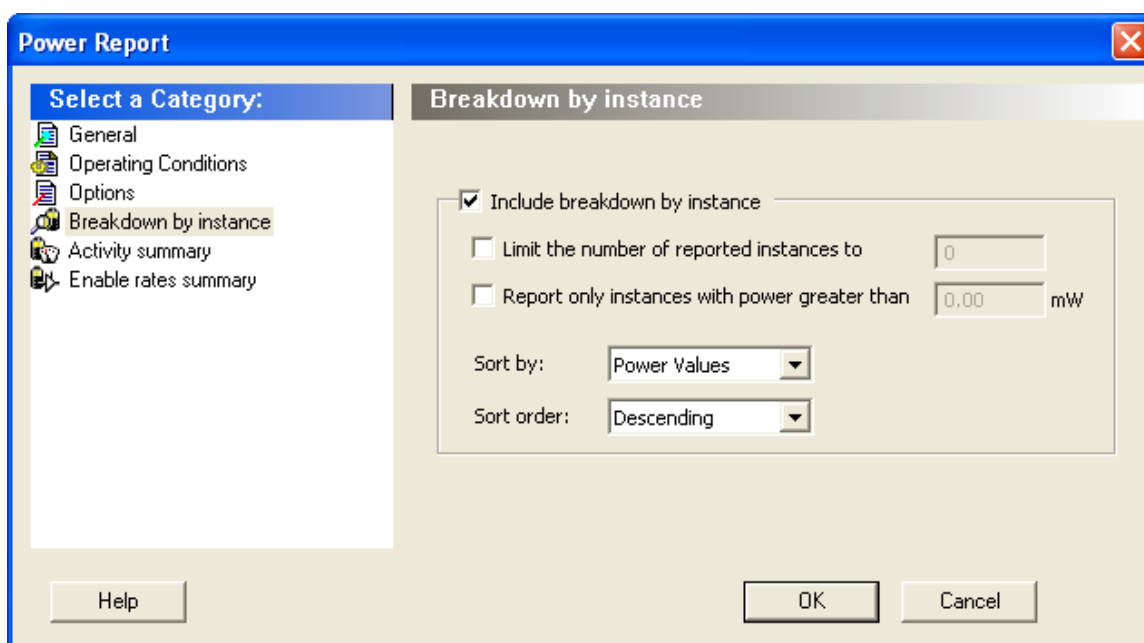 Power Report
Select a Category:
General
Operating Conditions
Options
Breakdown by instance
Activity summary
Enable rates summary
Breakdown by instance
Include breakdown by instance
Limit the number of reported instances to 0
Report only instances with power greater than 0.00 mW
Sort by: Power Values
Sort order: Descending
Help OK Cancel